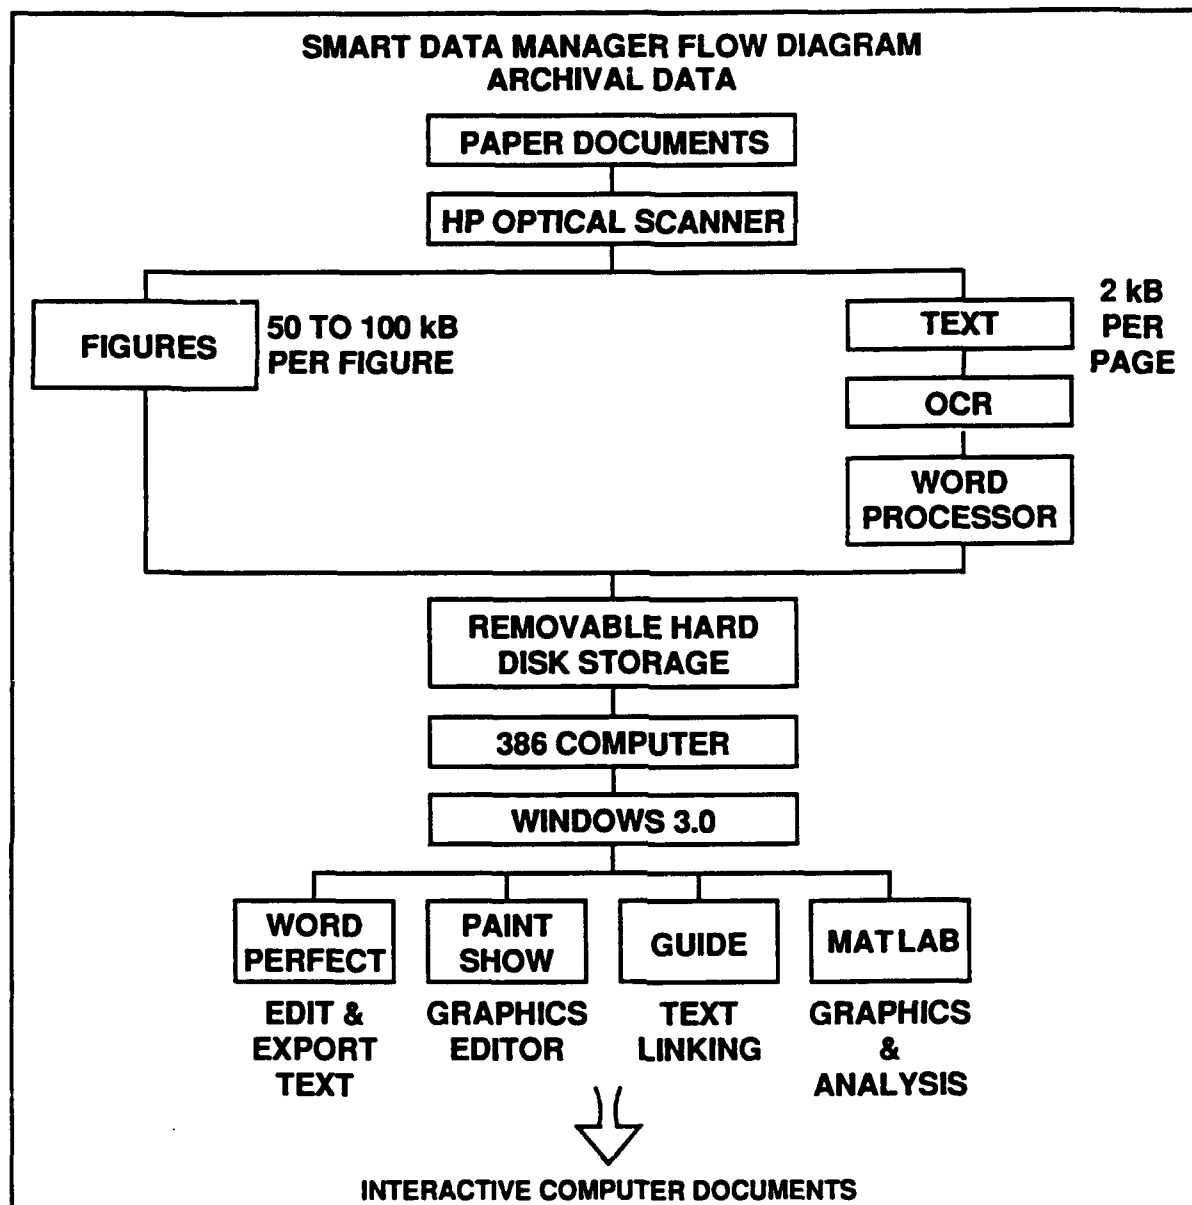 SMART DATA MANAGER FLOW DIAGRAM
ARCHIVAL DATA
PAPER DOCUMENTS
HP OPTICAL SCANNER
FIGURES
50 TO 100 kB
PER FIGURE
TEXT
2 kB
PER
PAGE
OCR
WORD
PROCESSOR
REMOVABLE HARD
DISK STORAGE
386 COMPUTER
WINDOWS 3.0
WORD
PERFECT
PAINT
SHOW
GUIDE
MATLAB
EDIT &
EXPORT
TEXT
GRAPHICS
EDITOR
TEXT
LINKING
GRAPHICS
&
ANALYSIS
INTERACTIVE COMPUTER DOCUMENTS